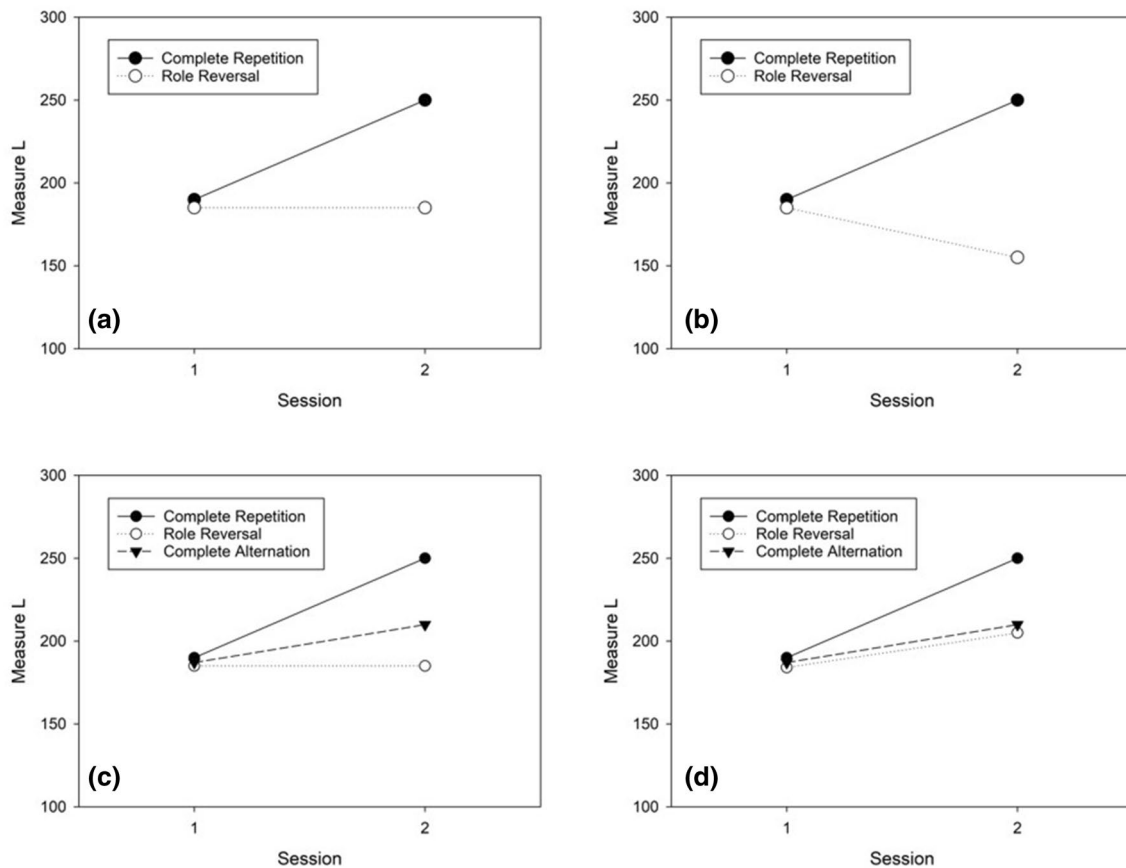 300
250
200
150
100
Measure L
Complete Repetition
Role Reversal
(a)
1 2
Session
300
250
200
150
100
Measure L
Complete Repetition
Role Reversal
(b)
1 2
Session
300
250
200
150
100
Measure L
Complete Repetition
Role Reversal
Complete Alternation
(c)
1 2
Session
300
250
200
150
100
Measure L
Complete Repetition
Role Reversal
Complete Alternation
(d)
1 2
Session